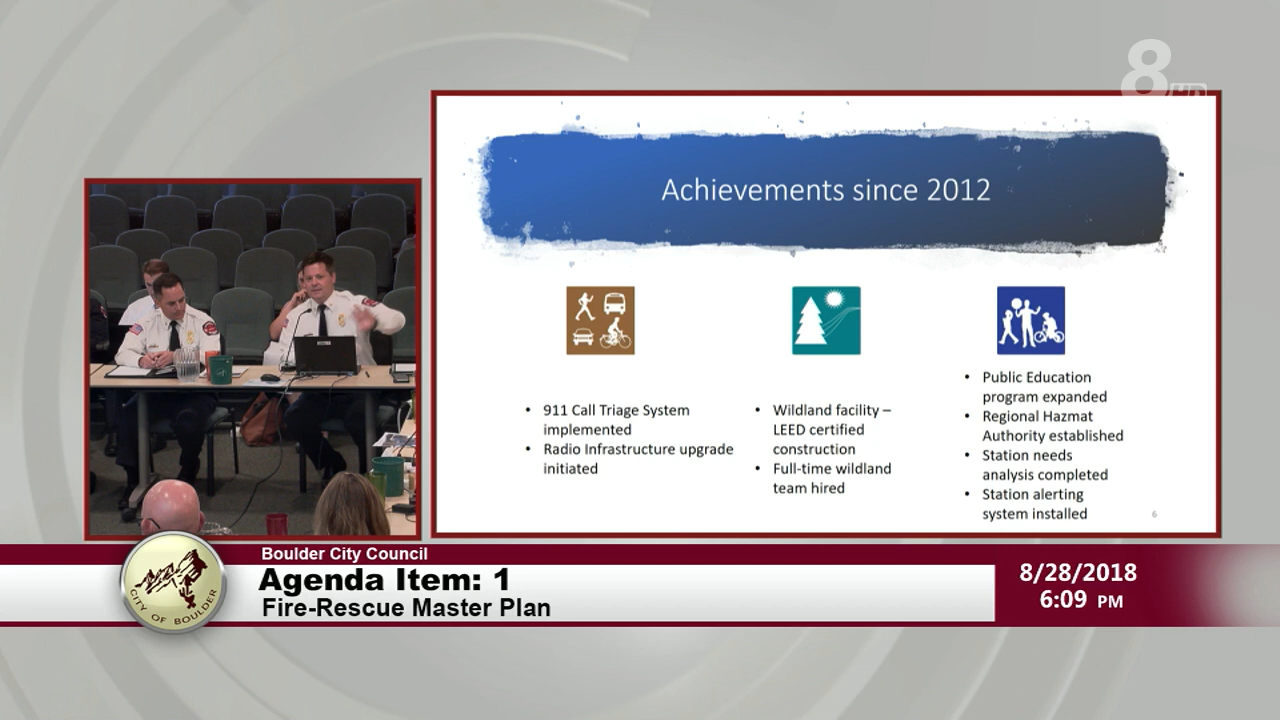 8
HD
Achievements since 2012
• 911 Call Triage System
implemented
• Radio Infrastructure upgrade
initiated
• Wildland facility –
LEED certified
construction
• Full-time wildland
team hired
• Public Education
program expanded
• Regional Hazmat
Authority established
• Station needs
analysis completed
• Station alerting
system installed
6
Boulder City Council
Agenda Item: 1
Fire-Rescue Master Plan
CITY OF BOULDER
8/28/2018
6:09 PM